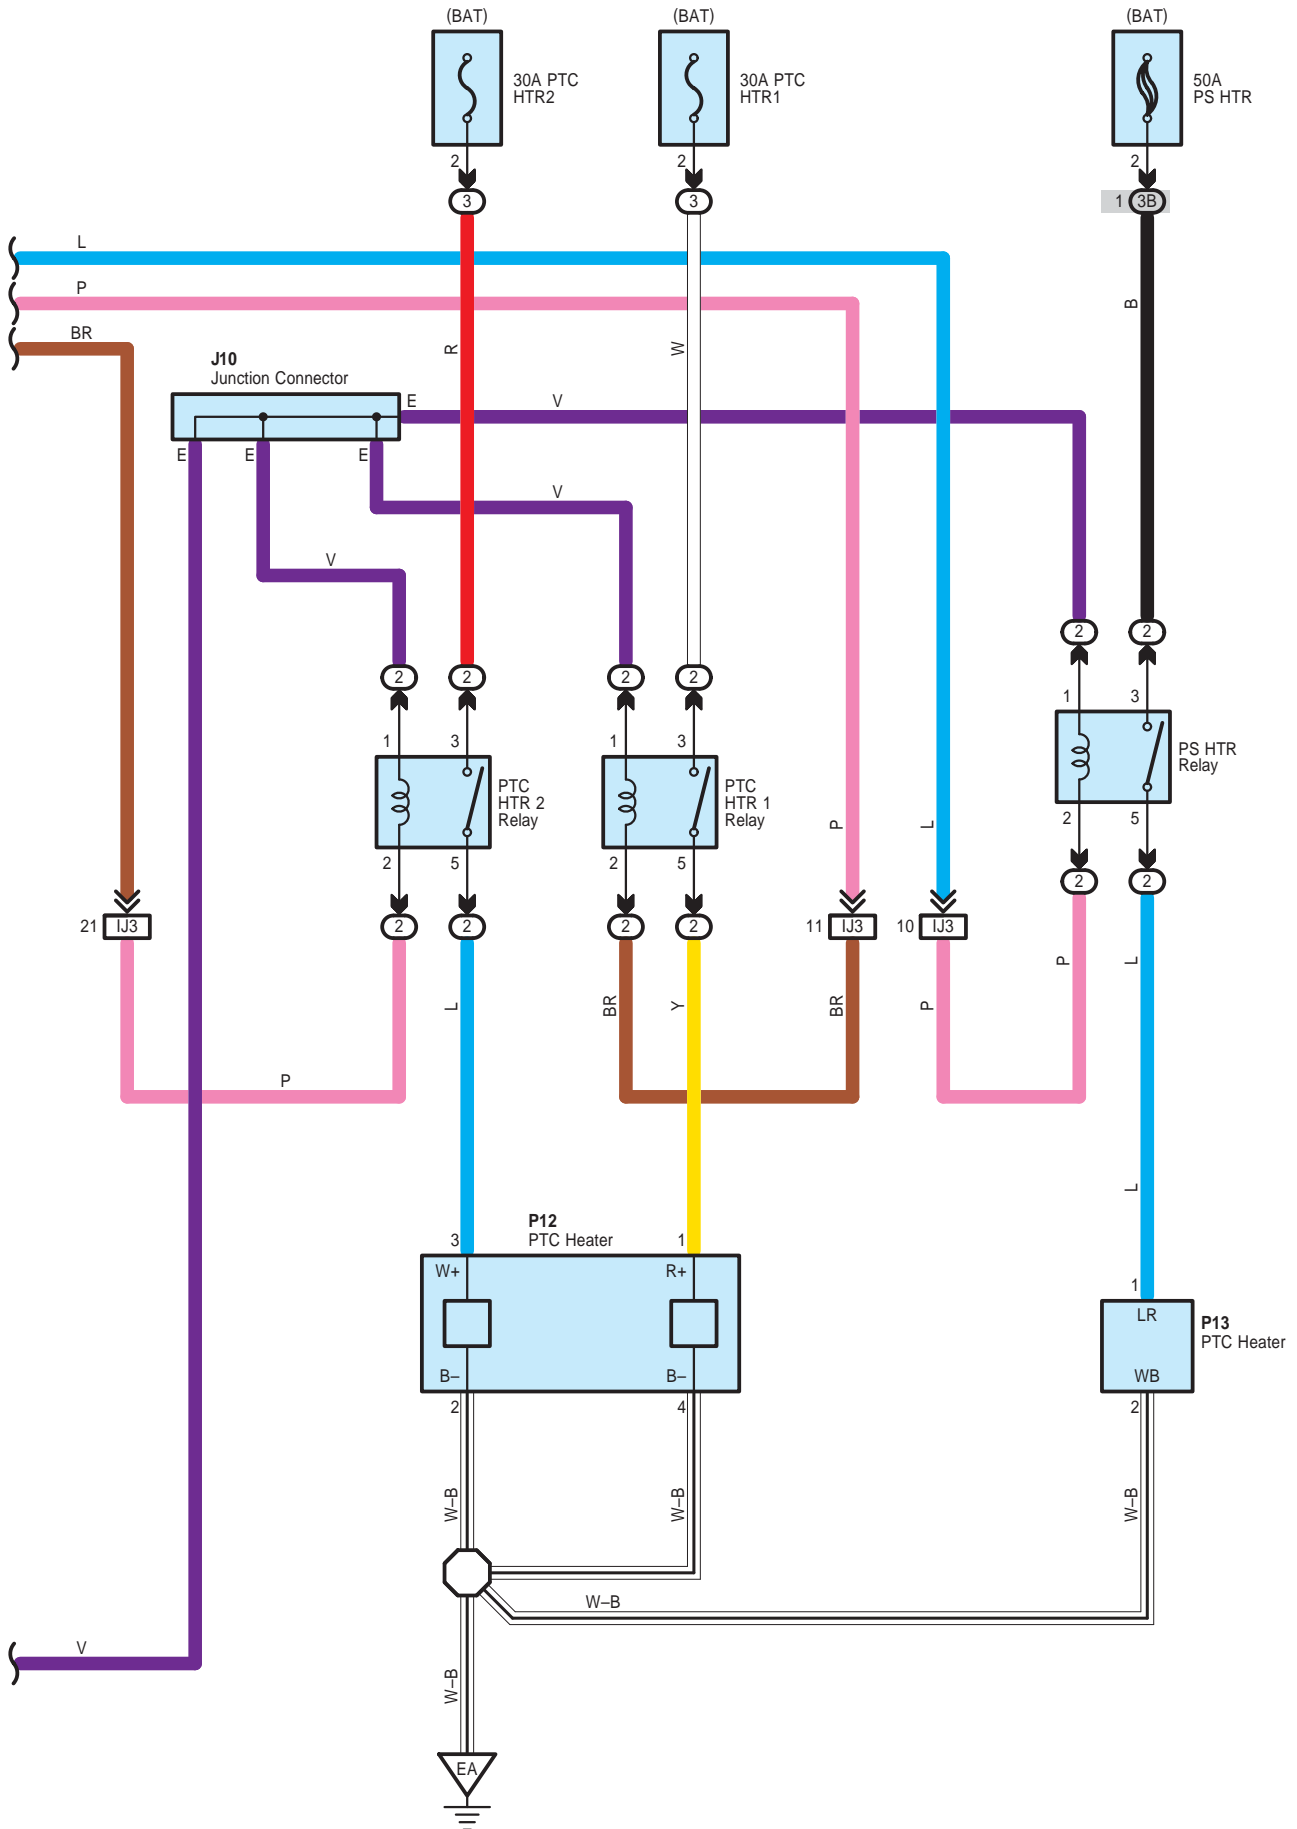 (BAT)
(BAT)
(BAT)
30A PTC
HTR2
30A PTC
HTR1
50A
PS HTR
2
2
2
3
3
1
3B
L
P
BR
R
W
B
J10
Junction Connector
E
V
E
E
E
V
V
2
2
2
2
2
2
1
3
PS HTR
Relay
2
5
1
3
1
3
PTC
HTR 2
Relay
PTC
HTR 1
Relay
P
L
2
5
2
5
2
2
21
IJ3
2
2
2
2
11
IJ3
10
IJ3
P
L
L
BR
Y
BR
P
P
L
P12
PTC Heater
3
1
W+
R+
B–
B–
2
4
1
LR
P13
PTC Heater
WB
2
W–B
W–B
W–B
W–B
V
W–B
EA